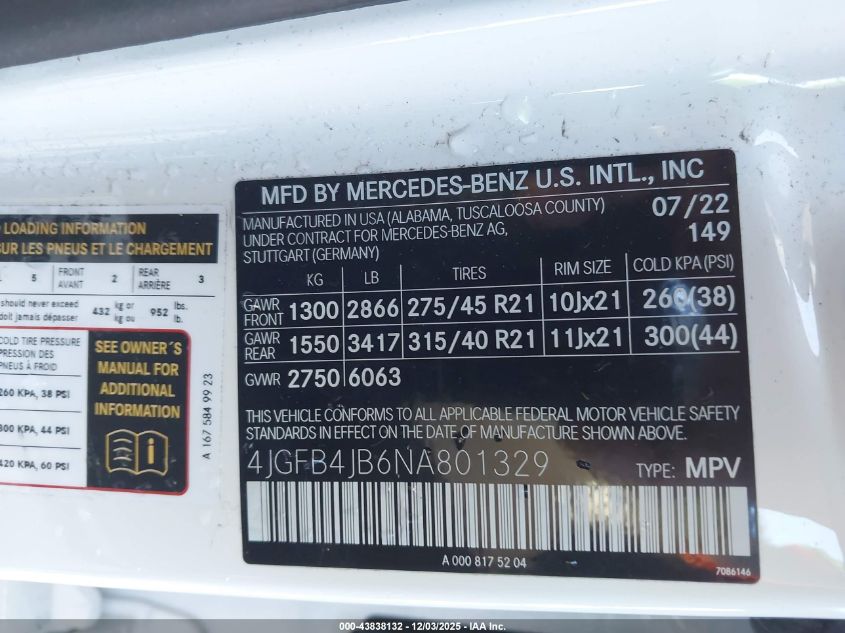 LOADING INFORMATION
SUR LES PNEUS ET LE CHARGEMENT
5 FRONT AVANT 2 REAR ARRIÈRE 3
should never exceed
doit jamais dépasser 432 kg or kg ou 952 lbs. lb.
COLD TIRE PRESSURE
PRESSION DES
PNEUS À FROID
260 KPA, 38 PSI
300 KPA, 44 PSI
420 KPA, 60 PSI
SEE OWNER´S
MANUAL FOR
ADDITIONAL
INFORMATION
A 167 584 99 23
MFD BY MERCEDES-BENZ U.S. INTL., INC
MANUFACTURED IN USA (ALABAMA, TUSCALOOSA COUNTY) 07/22
UNDER CONTRACT FOR MERCEDES-BENZ AG, 149
STUTTGART (GERMANY)
KG LB TIRES RIM SIZE COLD KPA (PSI)
GAWR FRONT 1300 2866 275/45 R21 10Jx21 260(38)
GAWR REAR 1550 3417 315/40 R21 11Jx21 300(44)
GVWR 2750 6063
THIS VEHICLE CONFORMS TO ALL APPLICABLE FEDERAL MOTOR VEHICLE SAFETY
STANDARDS IN EFFECT ON THE DATE OF MANUFACTURE SHOWN ABOVE.
4JGFB4JB6NA801329 TYPE: MPV
A 000 817 52 04
7086146
000-43838132 - 12/03/2025 - IAA Inc.